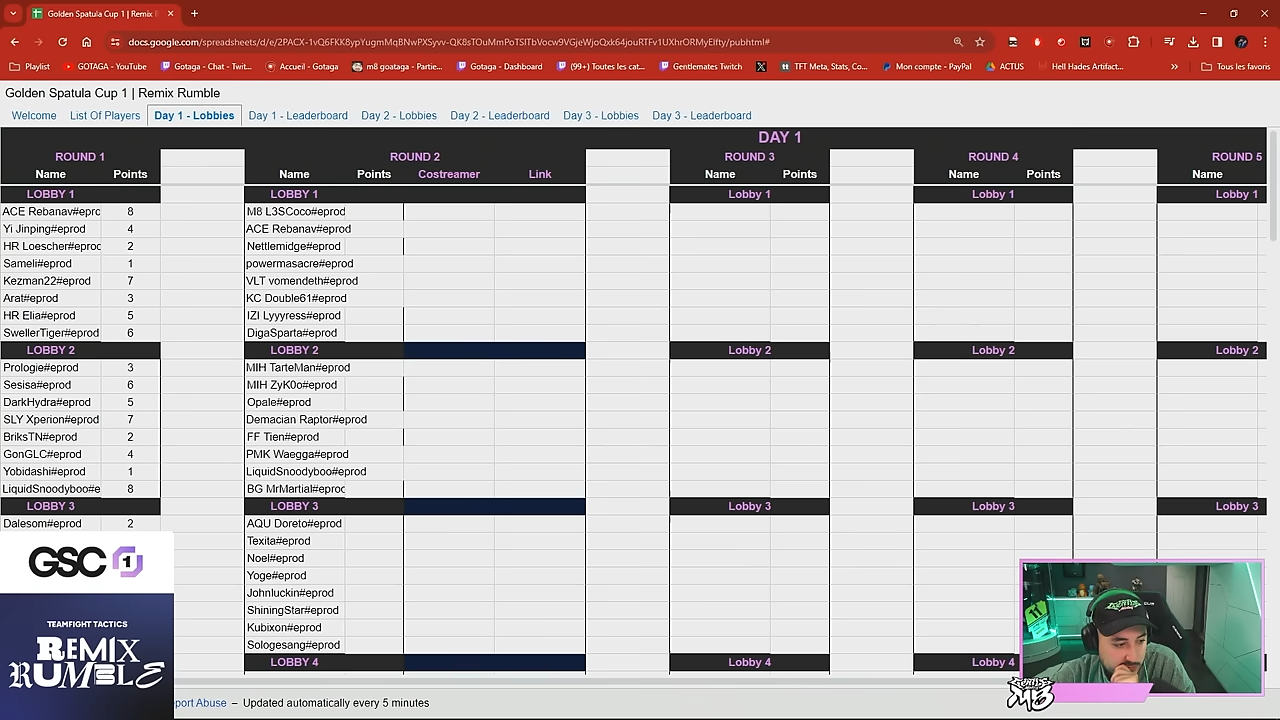 Golden Spatula Cup 1 | Remix R
docs.google.com/spreadsheets/d/e/2PACX-1vQ6FKK8ypYugmMqBNwPXSyvv-QK8sTOuMmPoTSlTbVocw9VGjeWjoQxk64jouRTFv1UXhrORMyElfty/pubhtml#
Playlist GOTAGA - YouTube Gotaga - Chat - Twit... Accueil - Gotaga m8 goataga - Partie... Gotaga - Dashboard (99+) Toutes les cat... Gentlemates Twitch TFT Meta, Stats, Co... Mon compte - PayPal ACTUS Hell Hades Artifact... » Tous les favoris
Golden Spatula Cup 1 | Remix Rumble
Welcome List Of Players Day 1 - Lobbies Day 1 - Leaderboard Day 2 - Lobbies Day 2 - Leaderboard Day 3 - Lobbies Day 3 - Leaderboard
DAY 1
ROUND 1 ROUND 2 ROUND 3 ROUND 4 ROUND 5
Name Points Name Points Costreamer Link Name Points Name Points Name
LOBBY 1 LOBBY 1 Lobby 1 Lobby 1 Lobby 1
ACE Rebanav#eprc 8 M8 L3SCoco#eprod
Yi Jinping#eprod 4 ACE Rebanav#eprod
HR Loescher#eproc 2 Nettlemidge#eprod
Sameli#eprod 1 powermasacre#eprod
Kezman22#eprod 7 VLT vomendeth#eprod
Arat#eprod 3 KC Double61#eprod
HR Elia#eprod 5 IZI Lyyyress#eprod
SwellerTiger#eprod 6 DigaSparta#eprod
LOBBY 2 LOBBY 2 Lobby 2 Lobby 2 Lobby 2
Prologie#eprod 3 MIH TarteMan#eprod
Sesisa#eprod 6 MIH ZyK0o#eprod
DarkHydra#eprod 5 Opale#eprod
SLY Xperion#eprod 7 Demacian Raptor#eprod
BriksTN#eprod 2 FF Tien#eprod
GonGLC#eprod 4 PMK Waegga#eprod
Yobidashi#eprod 1 LiquidSnoodyboo#eprod
LiquidSnoodyboo#e 8 BG MrMartial#eproc
LOBBY 3 LOBBY 3 Lobby 3 Lobby 3 Lobby 3
Dalesom#eprod 2 AQU Doreto#eprod
Texita#eprod
Noel#eprod
Yoge#eprod
Johnluckin#eprod
ShiningStar#eprod
Kubixon#eprod
Sologesang#eprod
LOBBY 4 Lobby 4 Lobby 4
GSC 1
TEAMFIGHT TACTICS
REMIX
RUMBLE
port Abuse – Updated automatically every 5 minutes
M8